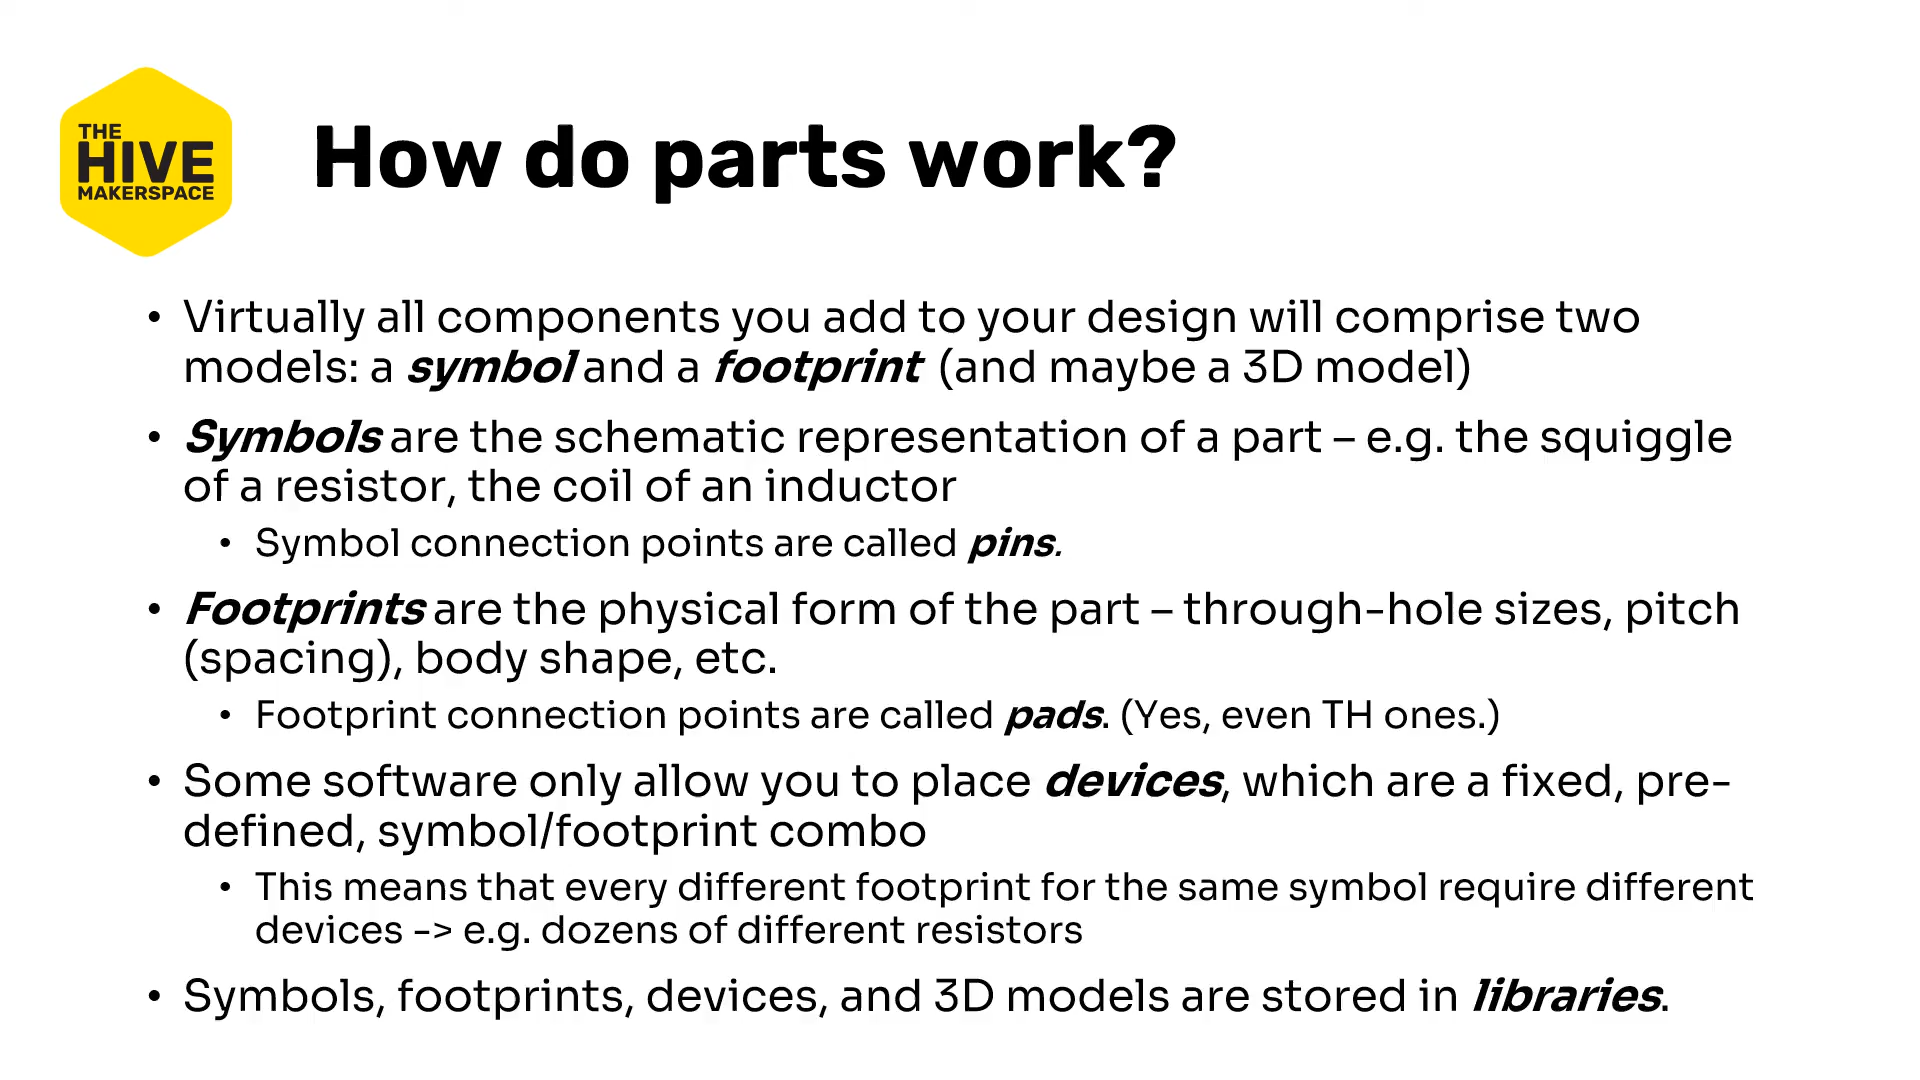 THE
HIVE
MAKERSPACE
How do parts work?
• Virtually all components you add to your design will comprise two
models: a symbol and a footprint (and maybe a 3D model)
• Symbols are the schematic representation of a part – e.g. the squiggle
of a resistor, the coil of an inductor
• Symbol connection points are called pins.
• Footprints are the physical form of the part – through-hole sizes, pitch
(spacing), body shape, etc.
• Footprint connection points are called pads. (Yes, even TH ones.)
• Some software only allow you to place devices, which are a fixed, pre-
defined, symbol/footprint combo
• This means that every different footprint for the same symbol require different
devices -> e.g. dozens of different resistors
• Symbols, footprints, devices, and 3D models are stored in libraries.